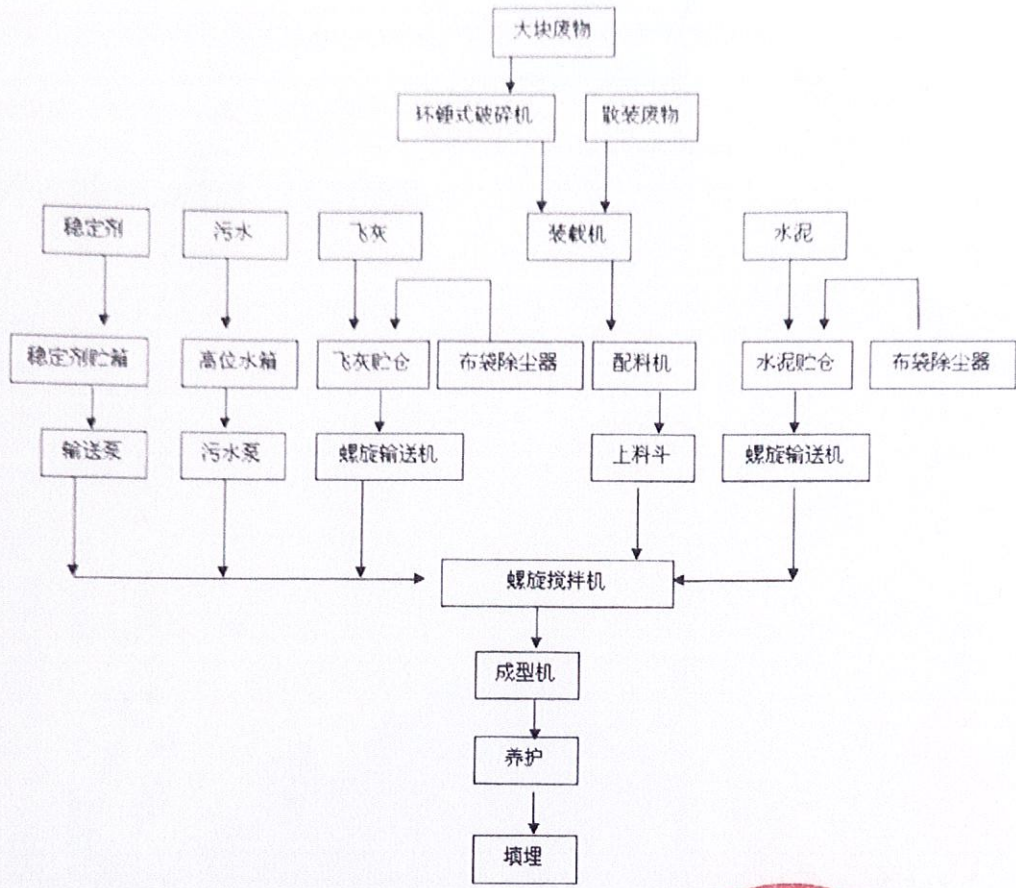 大块废物
环锤式破碎机
散装废物
稳定剂
污水
飞灰
装载机
水泥
稳定剂贮箱
高位水箱
飞灰贮仓
布袋除尘器
配料机
水泥贮仓
布袋除尘器
输送泵
污水泵
螺旋输送机
上料斗
螺旋输送机
螺旋搅拌机
成型机
养护
填埋